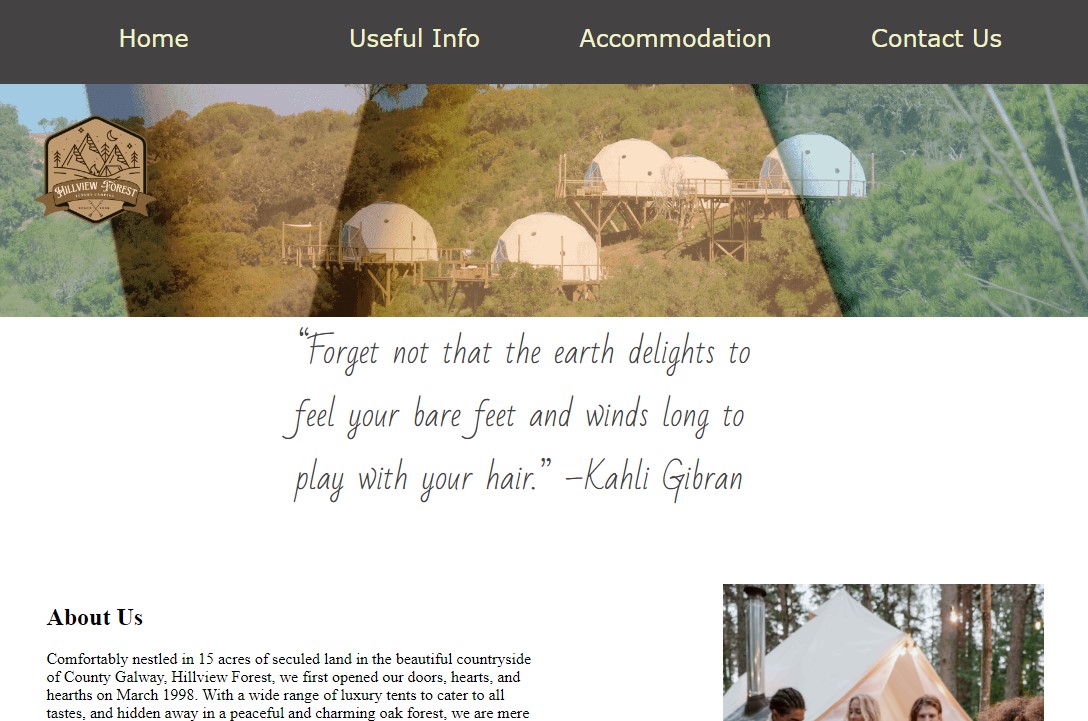 Home Useful Info Accommodation Contact Us
HILLVIEW FOREST
“Forget not that the earth delights to
feel your bare feet and winds long to
play with your hair.” –Kahli Gibran
About Us
Comfortably nestled in 15 acres of seculed land in the beautiful countryside
of County Galway, Hillview Forest, we first opened our doors, hearts, and
hearths on March 1998. With a wide range of luxury tents to cater to all
tastes, and hidden away in a peaceful and charming oak forest, we are mere